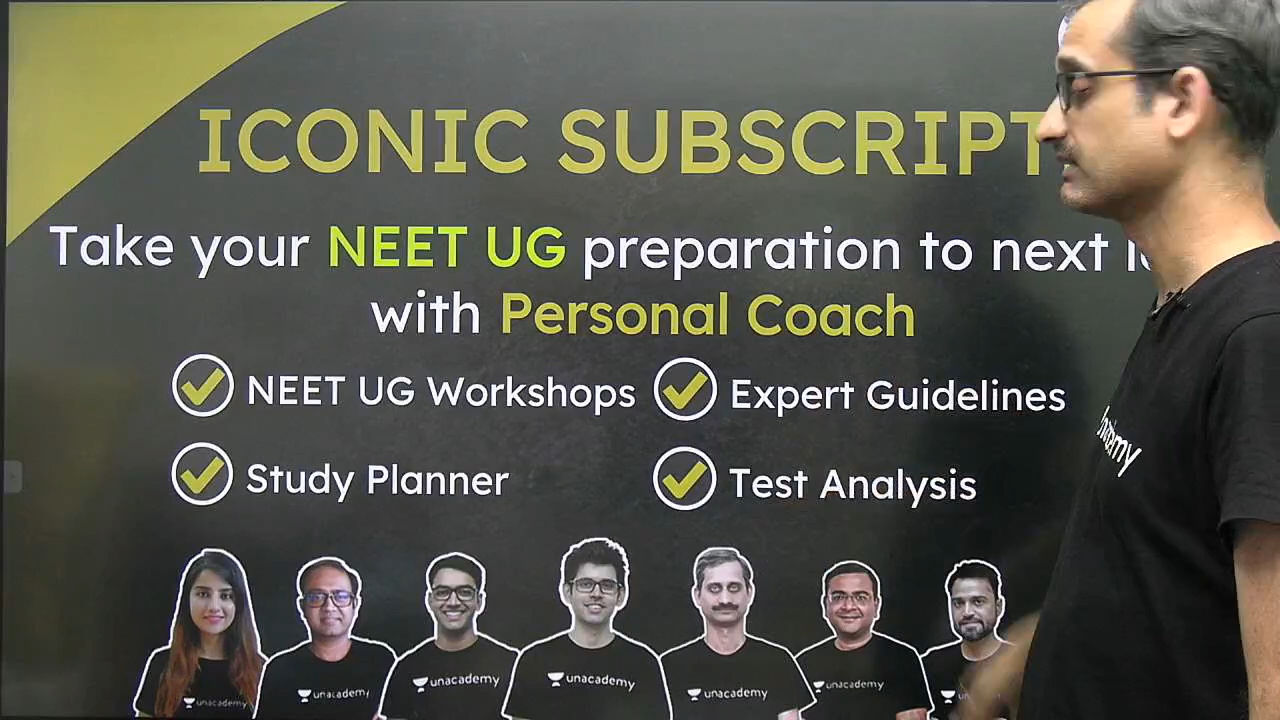 ICONIC SUBSCRIPT
Take your NEET UG preparation to next
with Personal Coach
NEET UG Workshops
Expert Guidelines
Study Planner
Test Analysis
unacademy
unacademy
unacademy
unacademy
unacademy
unacademy